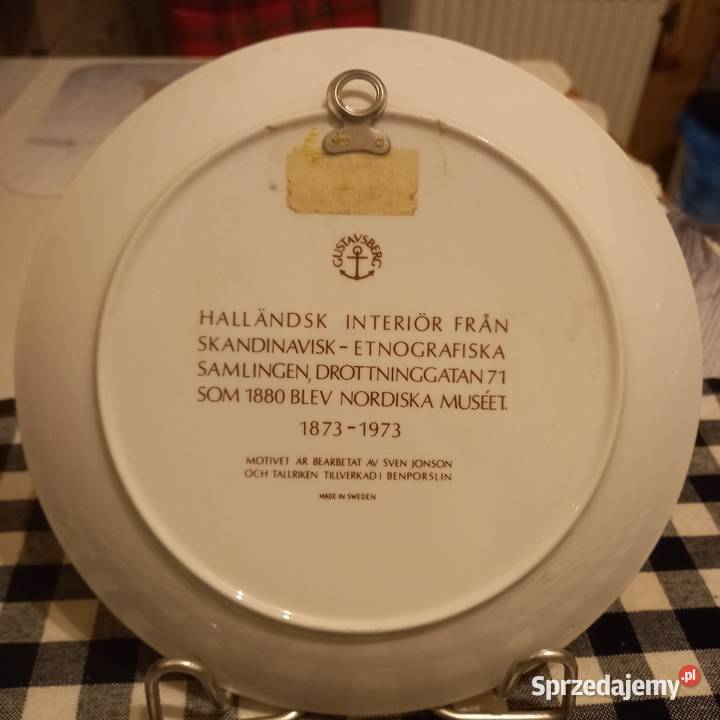 GUSTAVSBERG
HALLÄNDSK INTERIÖR FRÅN
SKANDINAVISK-ETNOGRAFISKA
SAMLINGEN, DROTTNINGGATAN 71
SOM 1880 BLEV NORDISKA MUSÉET.
1873-1973
MOTIVET ÄR BEARBETAT AV SVEN JONSON
OCH TALLRIKEN TILLVERKAD I BENPORSLIN
MADE IN SWEDEN
Sprzedajemy.pl